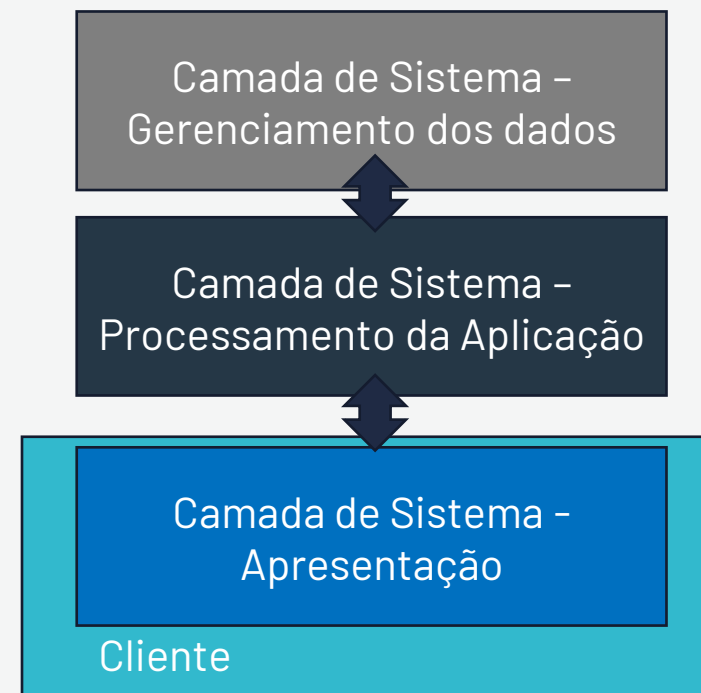 Camada de Sistema –
Gerenciamento dos dados
Camada de Sistema –
Processamento da Aplicação
Camada de Sistema -
Apresentação
Cliente